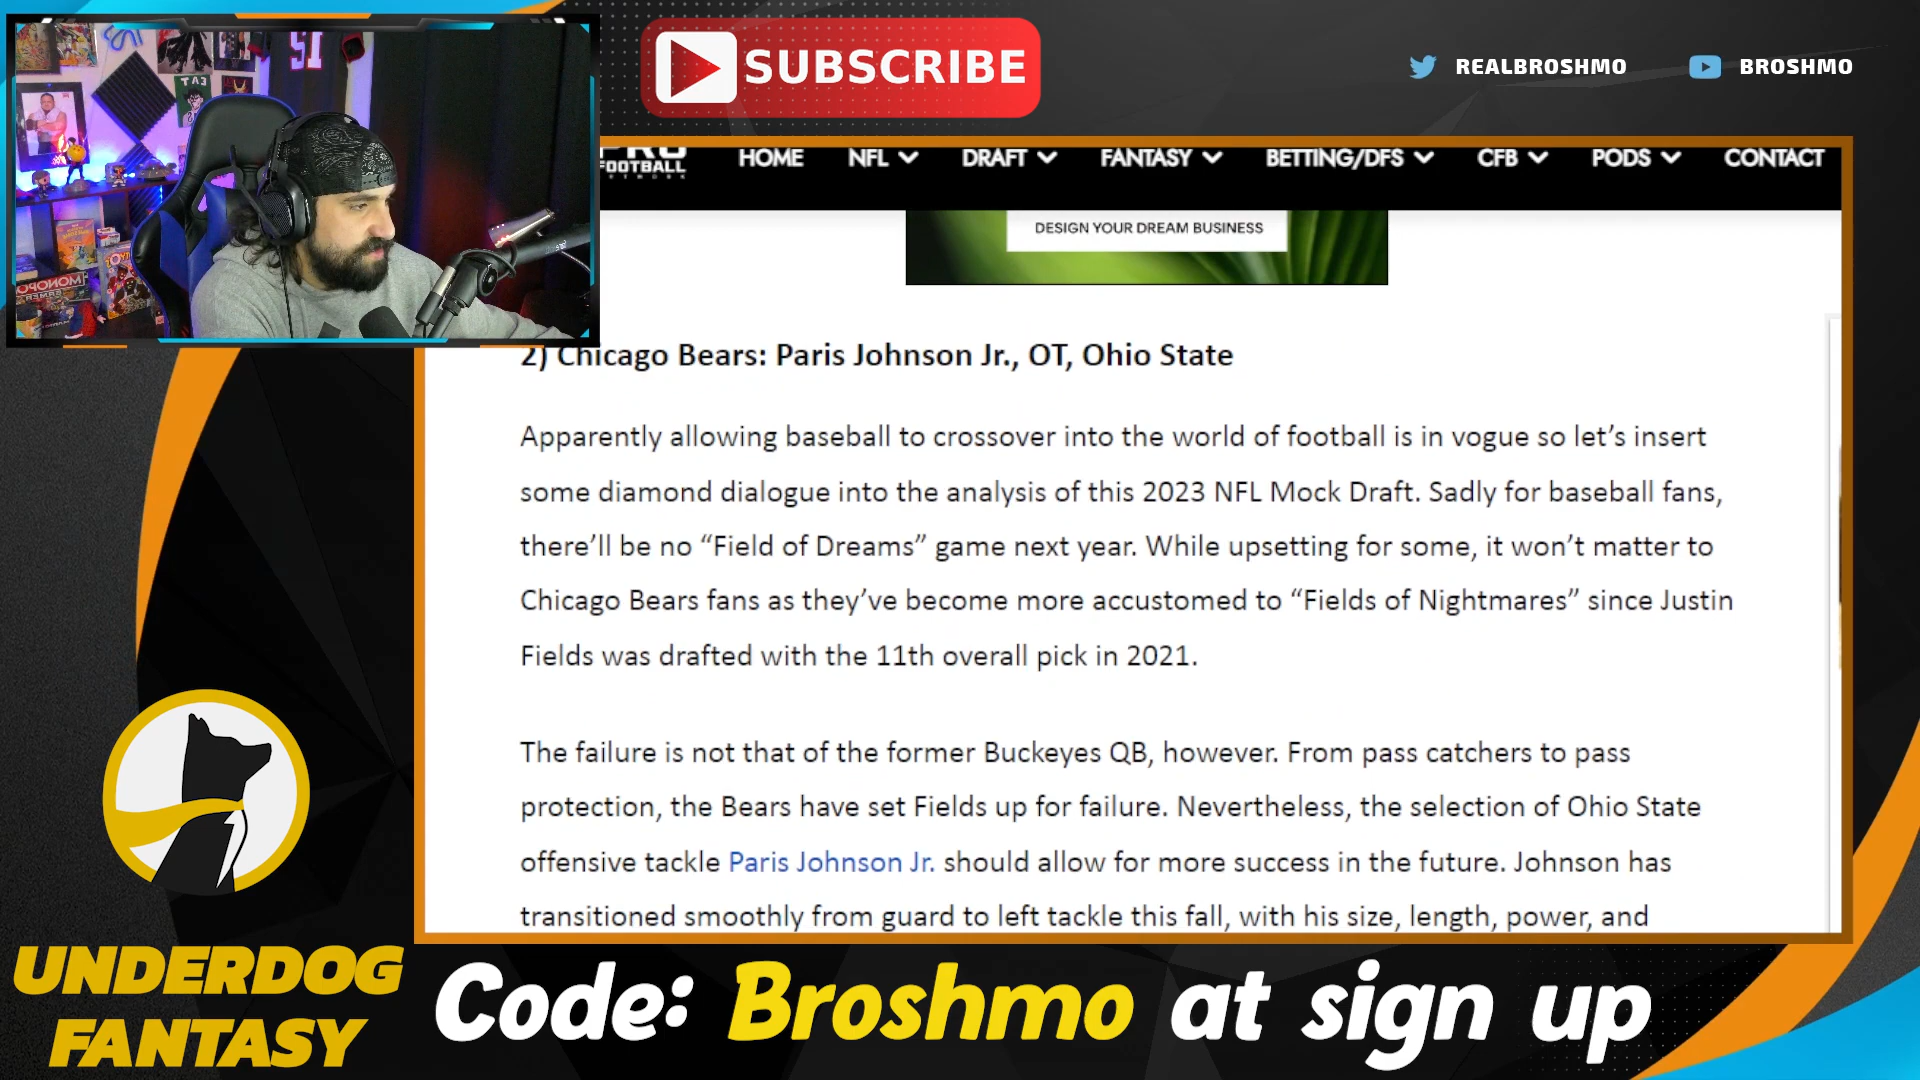 SUBSCRIBE
REALBROSHMO
BROSHMO
FOOTBALL
HOME
NFL
DRAFT
FANTASY
BETTING/DFS
CFB
PODS
CONTACT
DESIGN YOUR DREAM BUSINESS
2) Chicago Bears: Paris Johnson Jr., OT, Ohio State
Apparently allowing baseball to crossover into the world of football is in vogue so let’s insert
some diamond dialogue into the analysis of this 2023 NFL Mock Draft. Sadly for baseball fans,
there’ll be no “Field of Dreams” game next year. While upsetting for some, it won’t matter to
Chicago Bears fans as they’ve become more accustomed to “Fields of Nightmares” since Justin
Fields was drafted with the 11th overall pick in 2021.
The failure is not that of the former Buckeyes QB, however. From pass catchers to pass
protection, the Bears have set Fields up for failure. Nevertheless, the selection of Ohio State
offensive tackle Paris Johnson Jr. should allow for more success in the future. Johnson has
transitioned smoothly from guard to left tackle this fall, with his size, length, power, and
UNDERDOG
FANTASY
Code: Broshmo at sign up